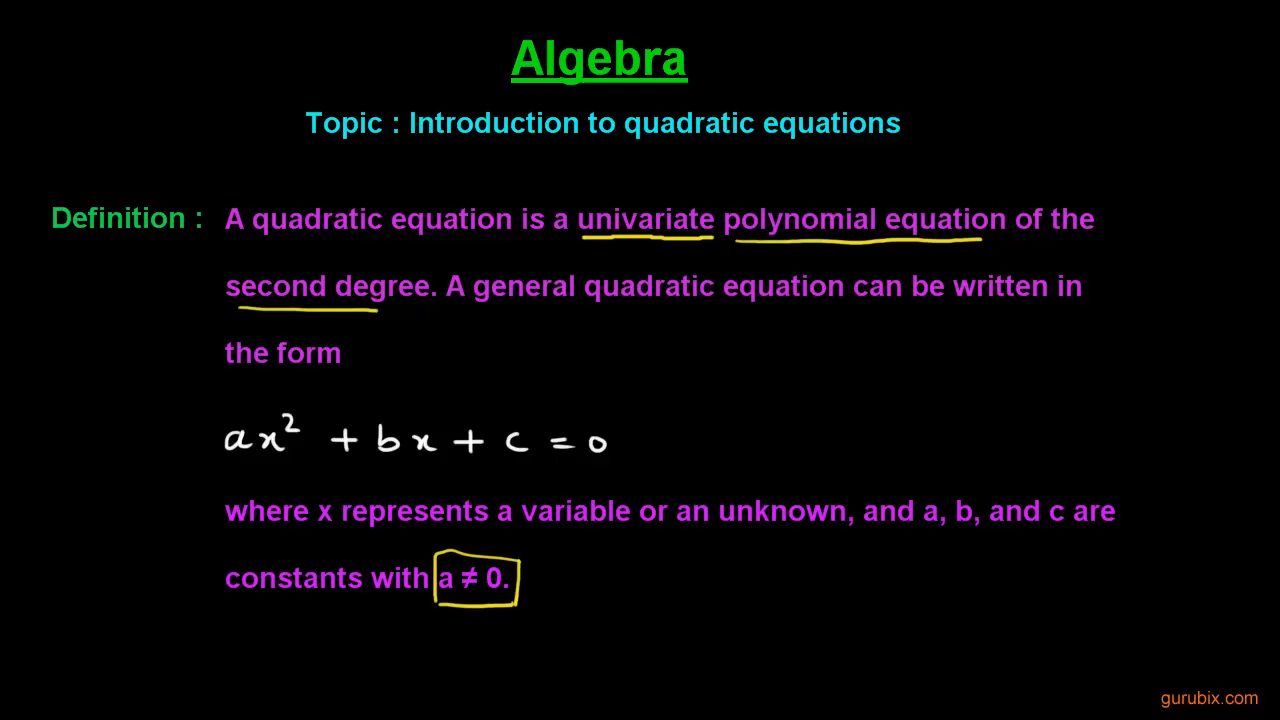 Algebra
Topic : Introduction to quadratic equations
Definition : A quadratic equation is a univariate polynomial equation of the
second degree. A general quadratic equation can be written in
the form
ax² + bx + c = 0
where x represents a variable or an unknown, and a, b, and c are
constants with a ≠ 0.
gurubix.com